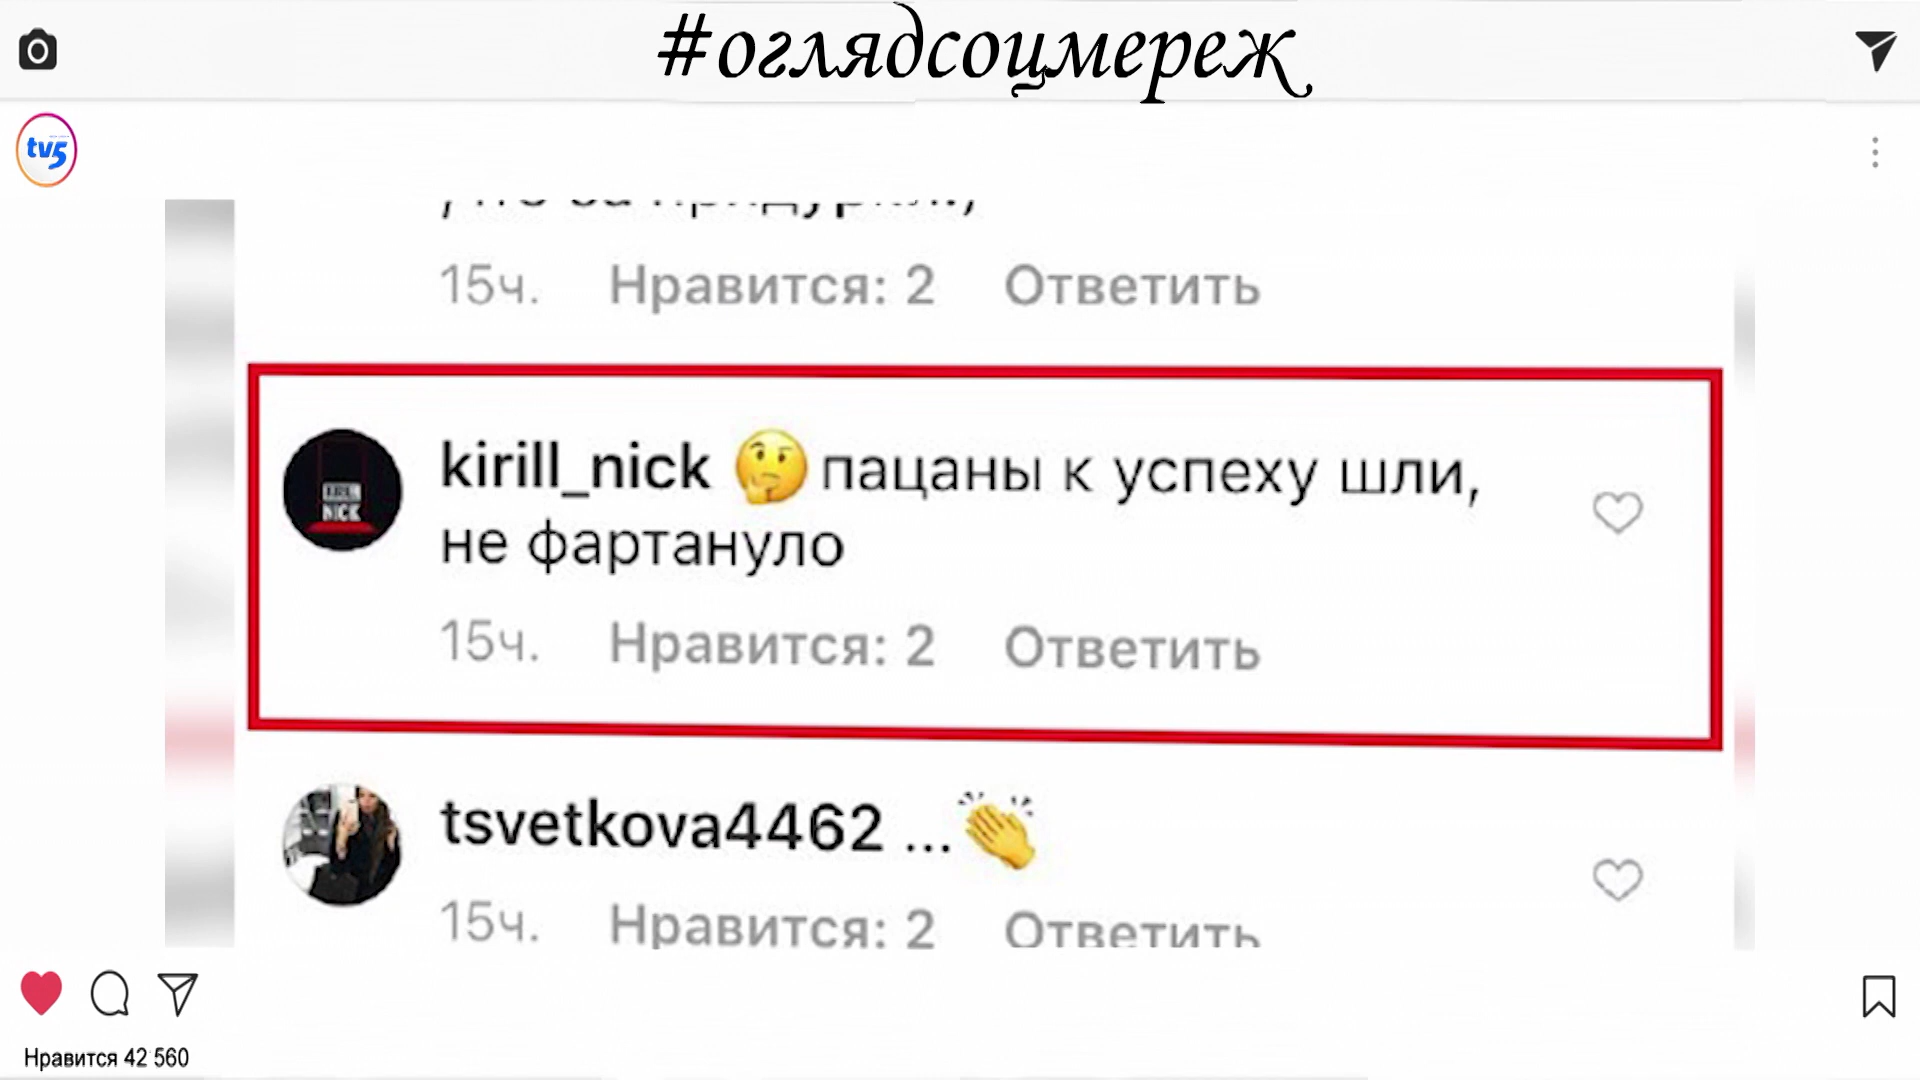 #оглядсоцмереж
tv5
15ч. Нравится: 2 Ответить
kirill_nick 🤔 пацаны к успеху шли,
не фартануло
NICK
15ч. Нравится: 2 Ответить
tsvetkova4462 ...👏
15ч. Нравится: 2 Ответить
Нравится 42 560